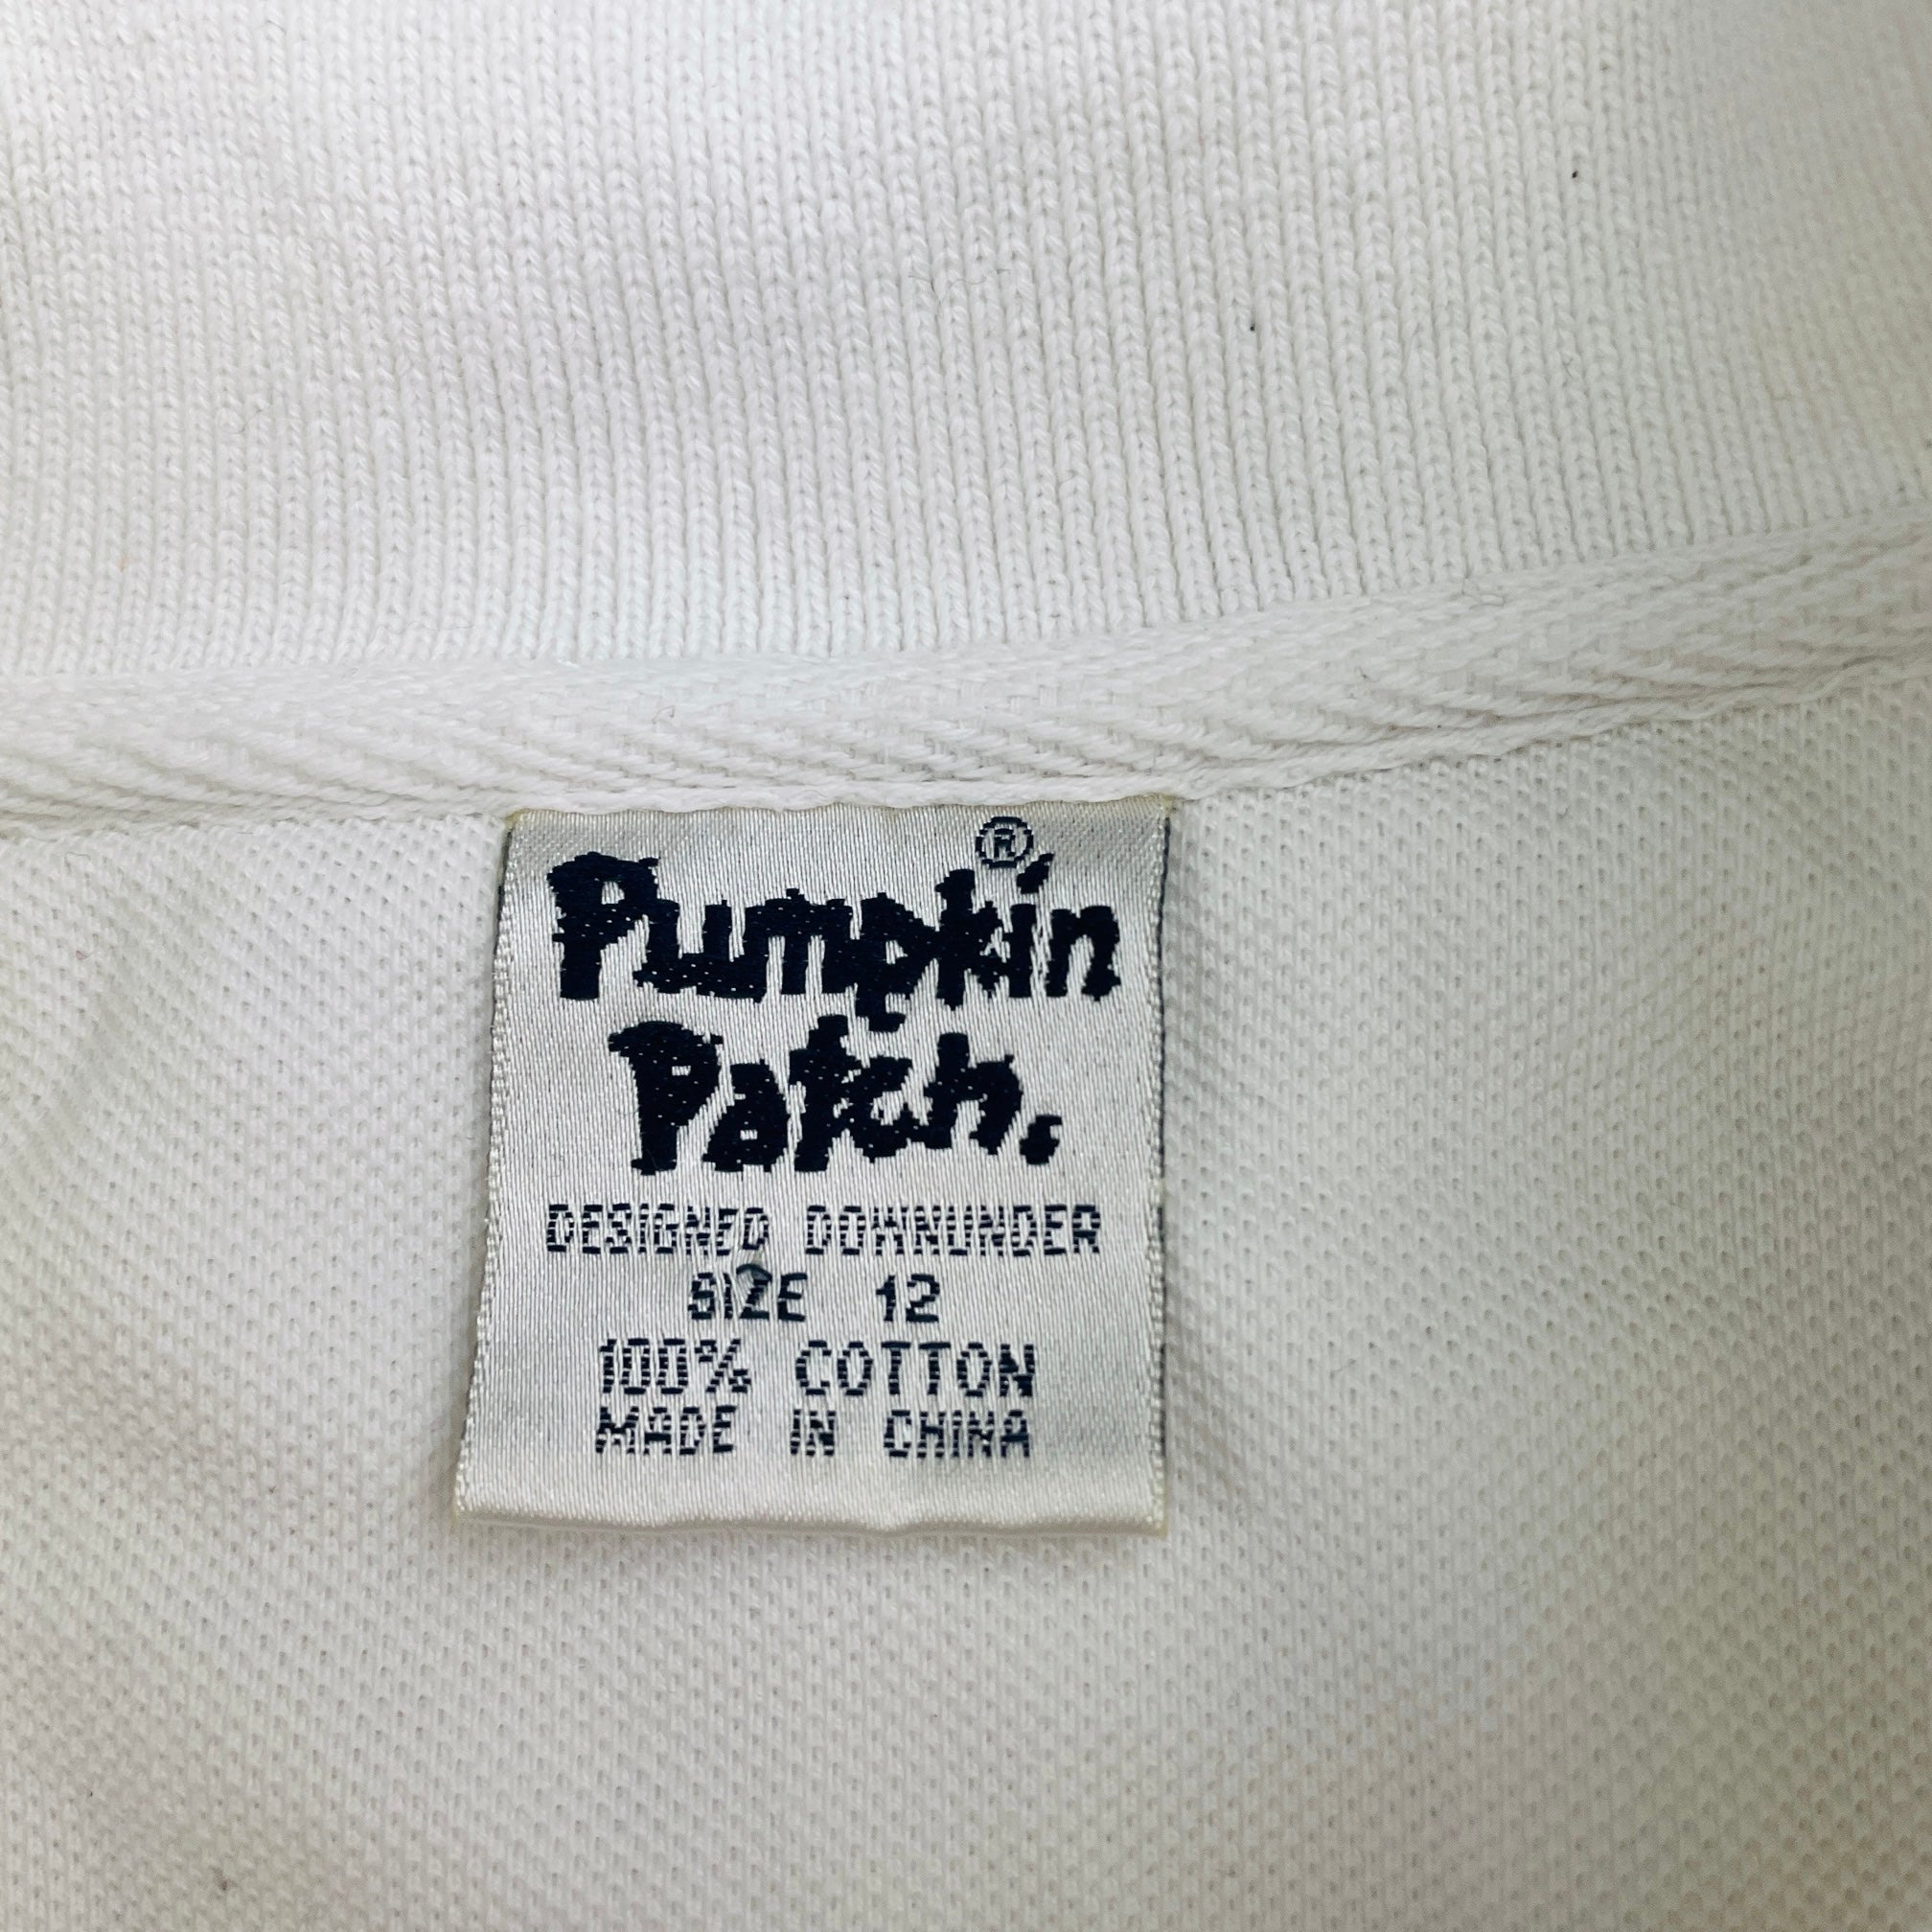 Pumpkin®
Patch.
DESIGNED DOWNUNDER
SIZE 12
100% COTTON
MADE IN CHINA